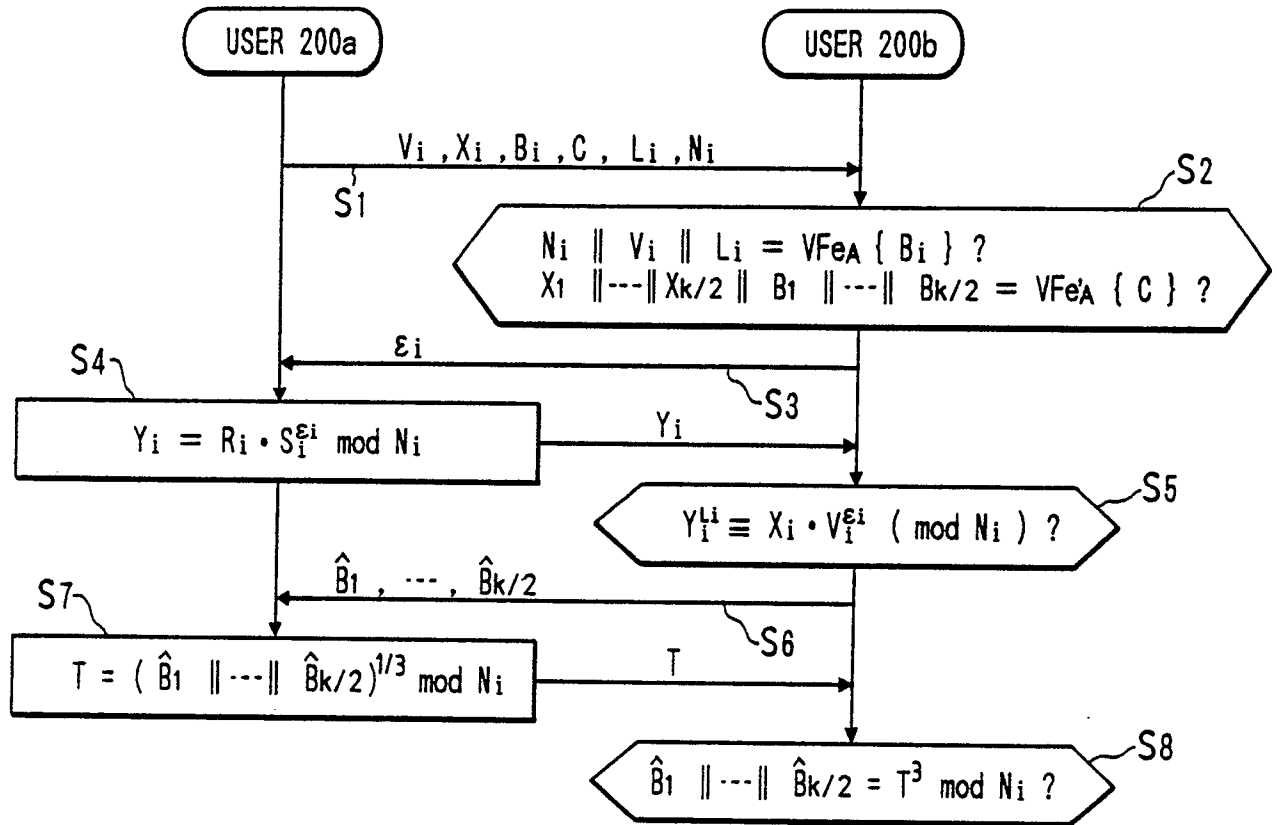 USER 200a
USER 200b
Vi , Xi , Bi , C , Li , Ni
S1
S2
Ni ‖ Vi ‖ Li = VFeA { Bi } ?
X1 ‖---‖ Xk/2 ‖ B1 ‖---‖ Bk/2 = VFe'A { C } ?
εi
S3
S4
Yi = Ri · Si^εi mod Ni
Yi
S5
Yi^Li ≡ Xi · Vi^εi ( mod Ni ) ?
B̂1 , --- , B̂k/2
S6
S7
T = ( B̂1 ‖---‖ B̂k/2 )^1/3 mod Ni
T
S8
B̂1 ‖---‖ B̂k/2 = T^3 mod Ni ?